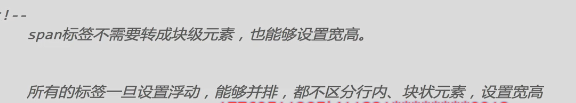 !--
span标签不需要转成块级元素，也能够设置宽高。
所有的标签一旦设置浮动，能够并排，都不区分行内、块状元素，设置宽高